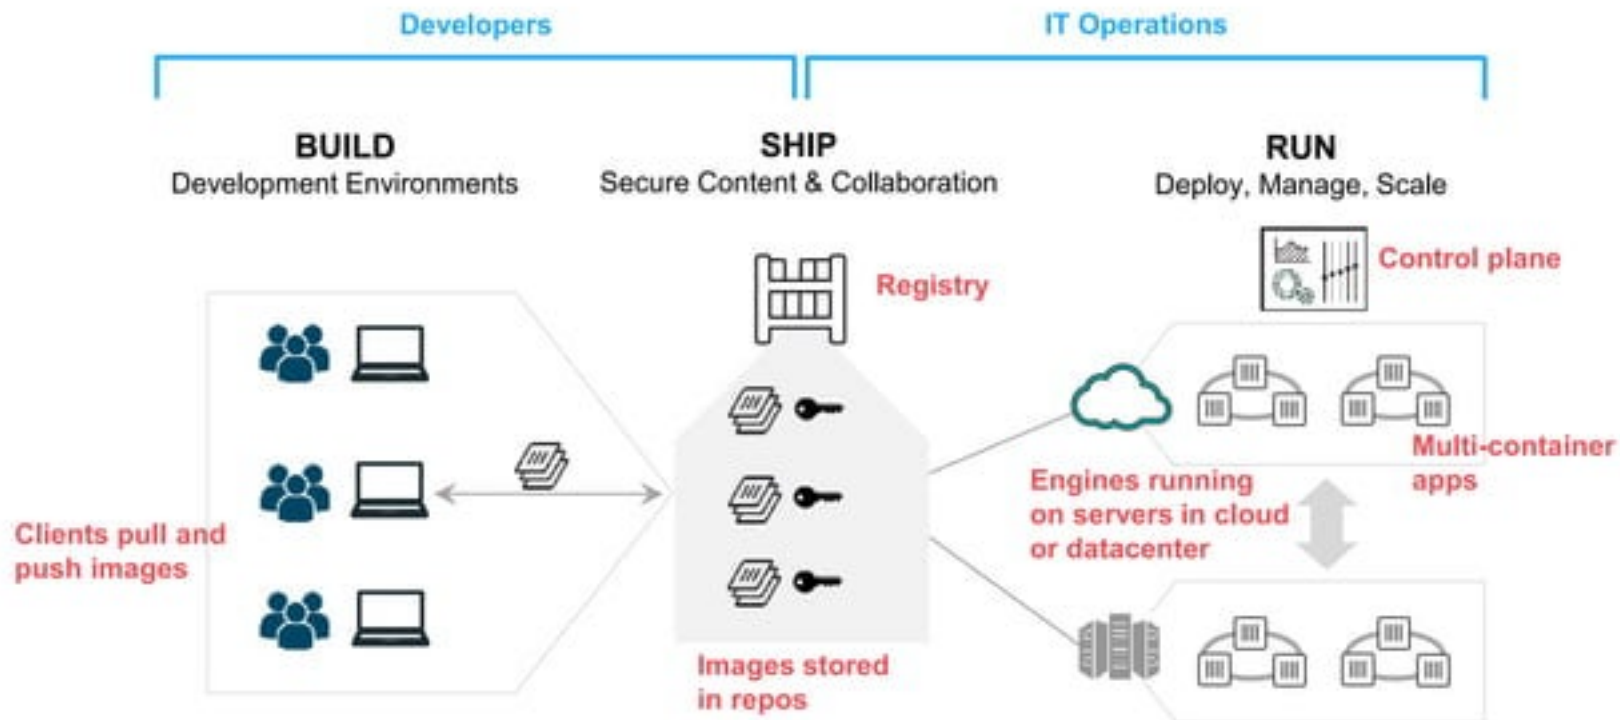 Developers
IT Operations
BUILD
Development Environments
SHIP
Secure Content & Collaboration
RUN
Deploy, Manage, Scale
Registry
Control plane
Clients pull and
push images
Images stored
in repos
Engines running
on servers in cloud
or datacenter
Multi-container
apps